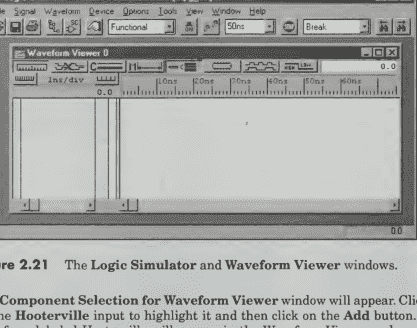 Signal Waveform Device Options Tools View Window Help
Functional 50ns Break
Waveform Viewer 0
0.0
1ns/div 10ns 20ns 30ns 40ns 50ns 60ns
0.0
0.0
re 2.21 The Logic Simulator and Waveform Viewer windows.
Component Selection for Waveform Viewer window will appear. Clic
he Hooterville input to highlight it and then click on the Add button.